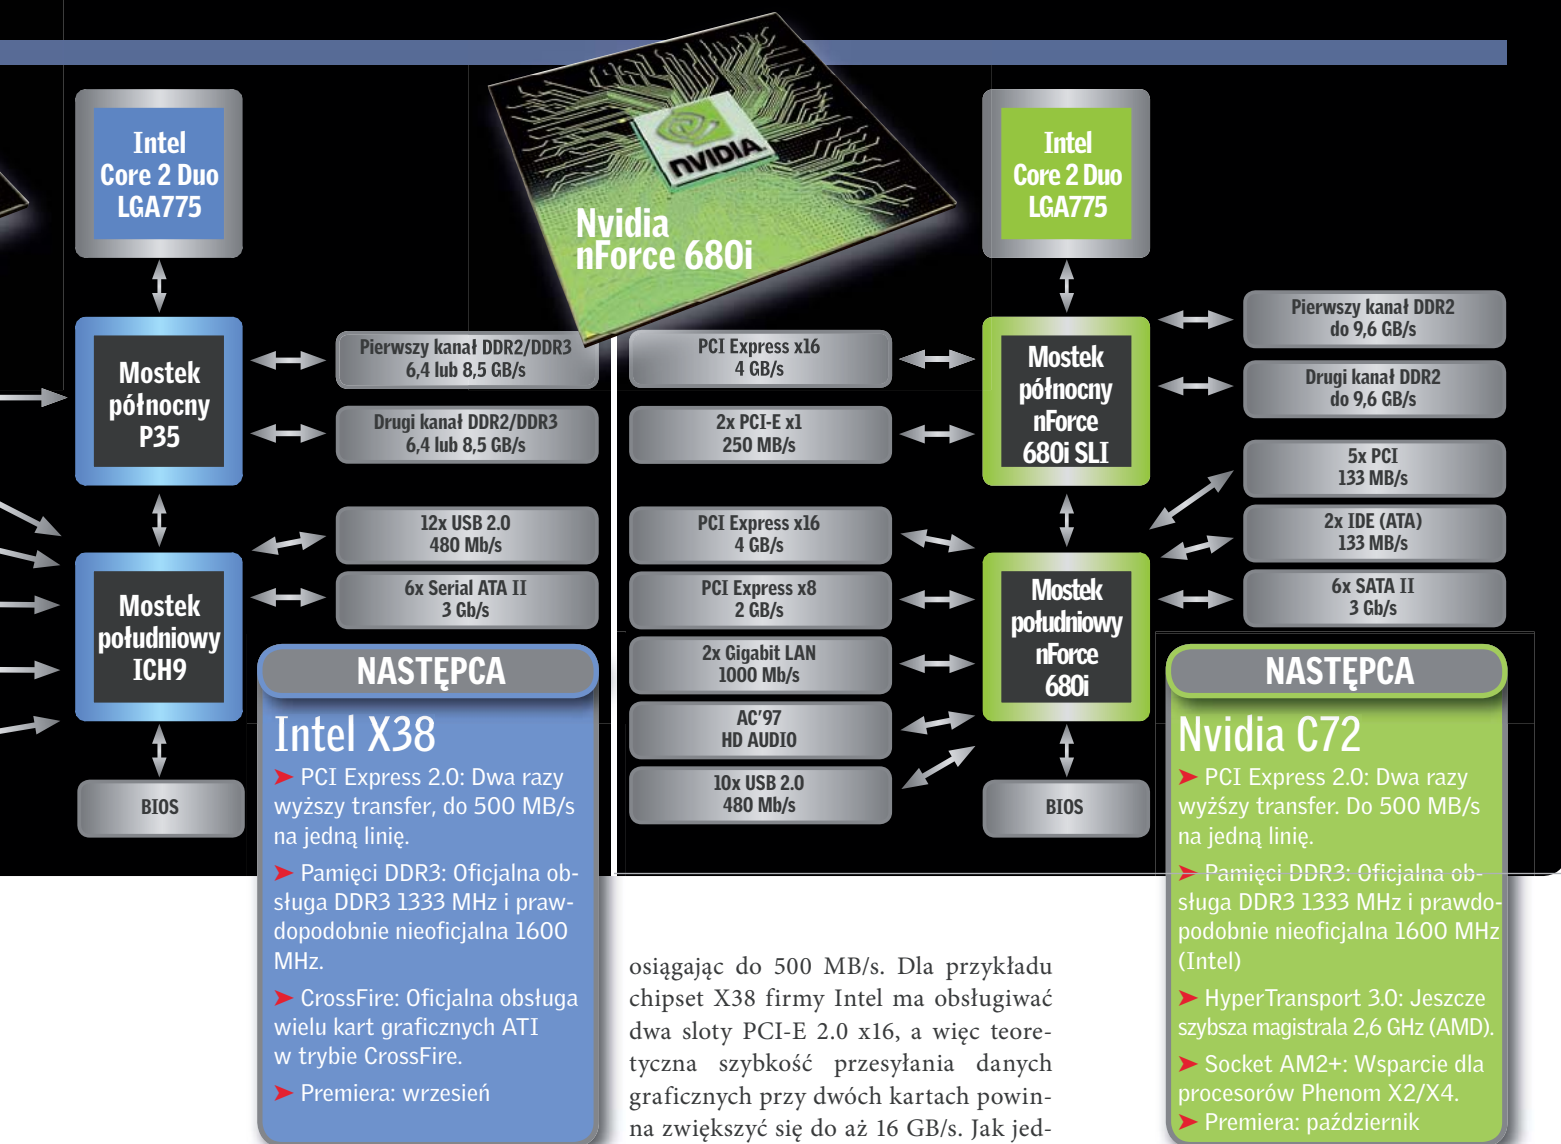 Intel
Core 2 Duo
LGA775
Mostek
północny
P35
Pierwszy kanał DDR2/DDR3
6,4 lub 8,5 GB/s
Drugi kanał DDR2/DDR3
6,4 lub 8,5 GB/s
12x USB 2.0
480 Mb/s
6x Serial ATA II
3 Gb/s
Mostek
południowy
ICH9
BIOS
NASTĘPCA
Intel X38
➤ PCI Express 2.0: Dwa razy
wyższy transfer, do 500 MB/s
na jedną linię.
➤ Pamięci DDR3: Oficjalna ob-
sługa DDR3 1333 MHz i praw-
dopodobnie nieoficjalna 1600
MHz.
➤ CrossFire: Oficjalna obsługa
wielu kart graficznych ATI
w trybie CrossFire.
➤ Premiera: wrzesień
NVIDIA
Nvidia
nForce 680i
Intel
Core 2 Duo
LGA775
PCI Express x16
4 GB/s
2x PCI-E x1
250 MB/s
Mostek
północny
nForce
680i SLI
Pierwszy kanał DDR2
do 9,6 GB/s
Drugi kanał DDR2
do 9,6 GB/s
5x PCI
133 MB/s
2x IDE (ATA)
133 MB/s
6x SATA II
3 Gb/s
PCI Express x16
4 GB/s
PCI Express x8
2 GB/s
2x Gigabit LAN
1000 Mb/s
AC'97
HD AUDIO
10x USB 2.0
480 Mb/s
Mostek
południowy
nForce
680i
BIOS
osiągając do 500 MB/s. Dla przykładu
chipset X38 firmy Intel ma obsługiwać
dwa sloty PCI-E 2.0 x16, a więc teore-
tyczna szybkość przesyłania danych
graficznych przy dwóch kartach powin-
na zwiększyć się do aż 16 GB/s. Jak jed-
NASTĘPCA
Nvidia C72
➤ PCI Express 2.0: Dwa razy
wyżśzy transfer. Do 500 MB/s
na jedną linię.
➤ Pamięci DDR3: Oficjalna ob-
sługa DDR3 1333 MHz i prawdo-
podobnie nieoficjalna 1600 MHz
(Intel)
➤ HyperTransport 3.0: Jeszcze
szybsza magistrala 2,6 GHz (AMD).
➤ Socket AM2+: Wsparcie dla
procesorów Phenom X2/X4.
➤ Premiera: październik